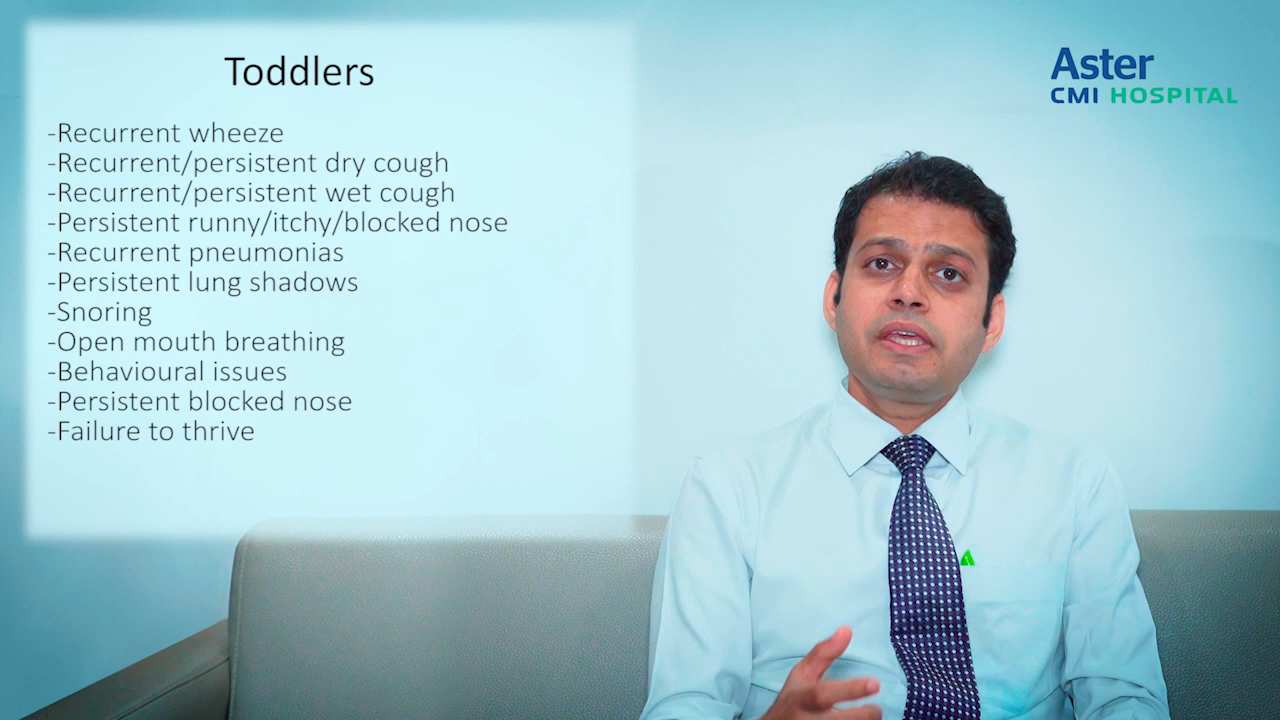 Toddlers
-Recurrent wheeze
-Recurrent/persistent dry cough
-Recurrent/persistent wet cough
-Persistent runny/itchy/blocked nose
-Recurrent pneumonias
-Persistent lung shadows
-Snoring
-Open mouth breathing
-Behavioural issues
-Persistent blocked nose
-Failure to thrive
Aster
CMI HOSPITAL